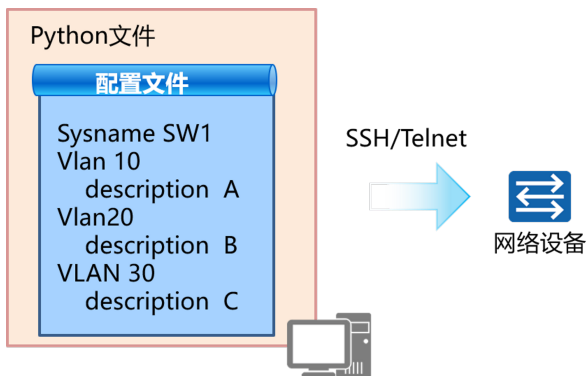 Python文件
配置文件
Sysname SW1
Vlan 10
description A
Vlan20
description B
VLAN 30
description C
SSH/Telnet
网络设备